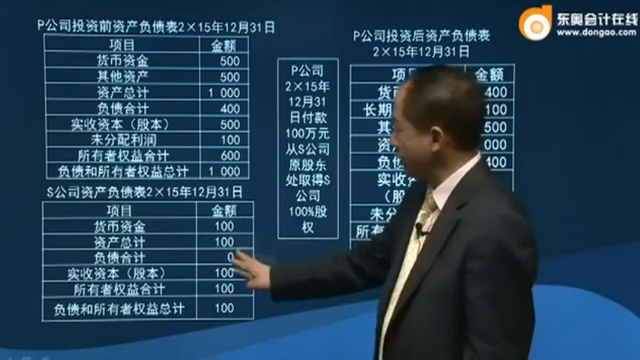 东奥会计在线
www.dongao.com
P公司投资前资产负债表2×15年12月31日
项目 金额
货币资金 500
其他资产 500
资产总计 1 000
负债合计 400
实收资本（股本） 500
未分配利润 100
所有者权益合计 600
负债和所有者权益总计 1 000
S公司资产负债表2×15年12月31日
项目 金额
货币资金 100
资产总计 100
负债合计 0
实收资本（股本） 100
所有者权益合计 100
负债和所有者权益总计 100
P公司
2×15年
12月31
日付款
100万元
从S公司
原股东
处取得S
公司
100%股
权
P公司投资后资产负债表
2×15年12月31日
项 金额
货 400
长期 100
其 500
资 000
负债 400
实收
（股
未分
所有